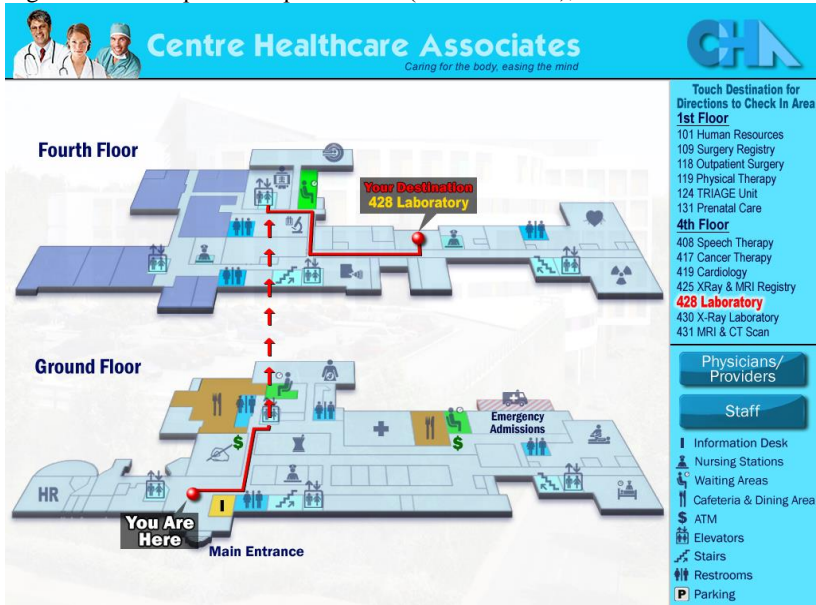 Centre Healthcare Associates
Caring for the body, easing the mind
CHA
Fourth Floor
Your Destination
428 Laboratory
Ground Floor
Emergency
Admissions
$
$
HR
I
You Are
Here
Main Entrance
Touch Destination for
Directions to Check In Area
1st Floor
101 Human Resources
109 Surgery Registry
118 Outpatient Surgery
119 Physical Therapy
124 TRIAGE Unit
131 Prenatal Care
4th Floor
408 Speech Therapy
417 Cancer Therapy
419 Cardiology
425 XRay & MRI Registry
428 Laboratory
430 X-Ray Laboratory
431 MRI & CT Scan
Physicians/
Providers
Staff
I Information Desk
Nursing Stations
Waiting Areas
Cafeteria & Dining Area
$ ATM
Elevators
Stairs
Restrooms
P Parking